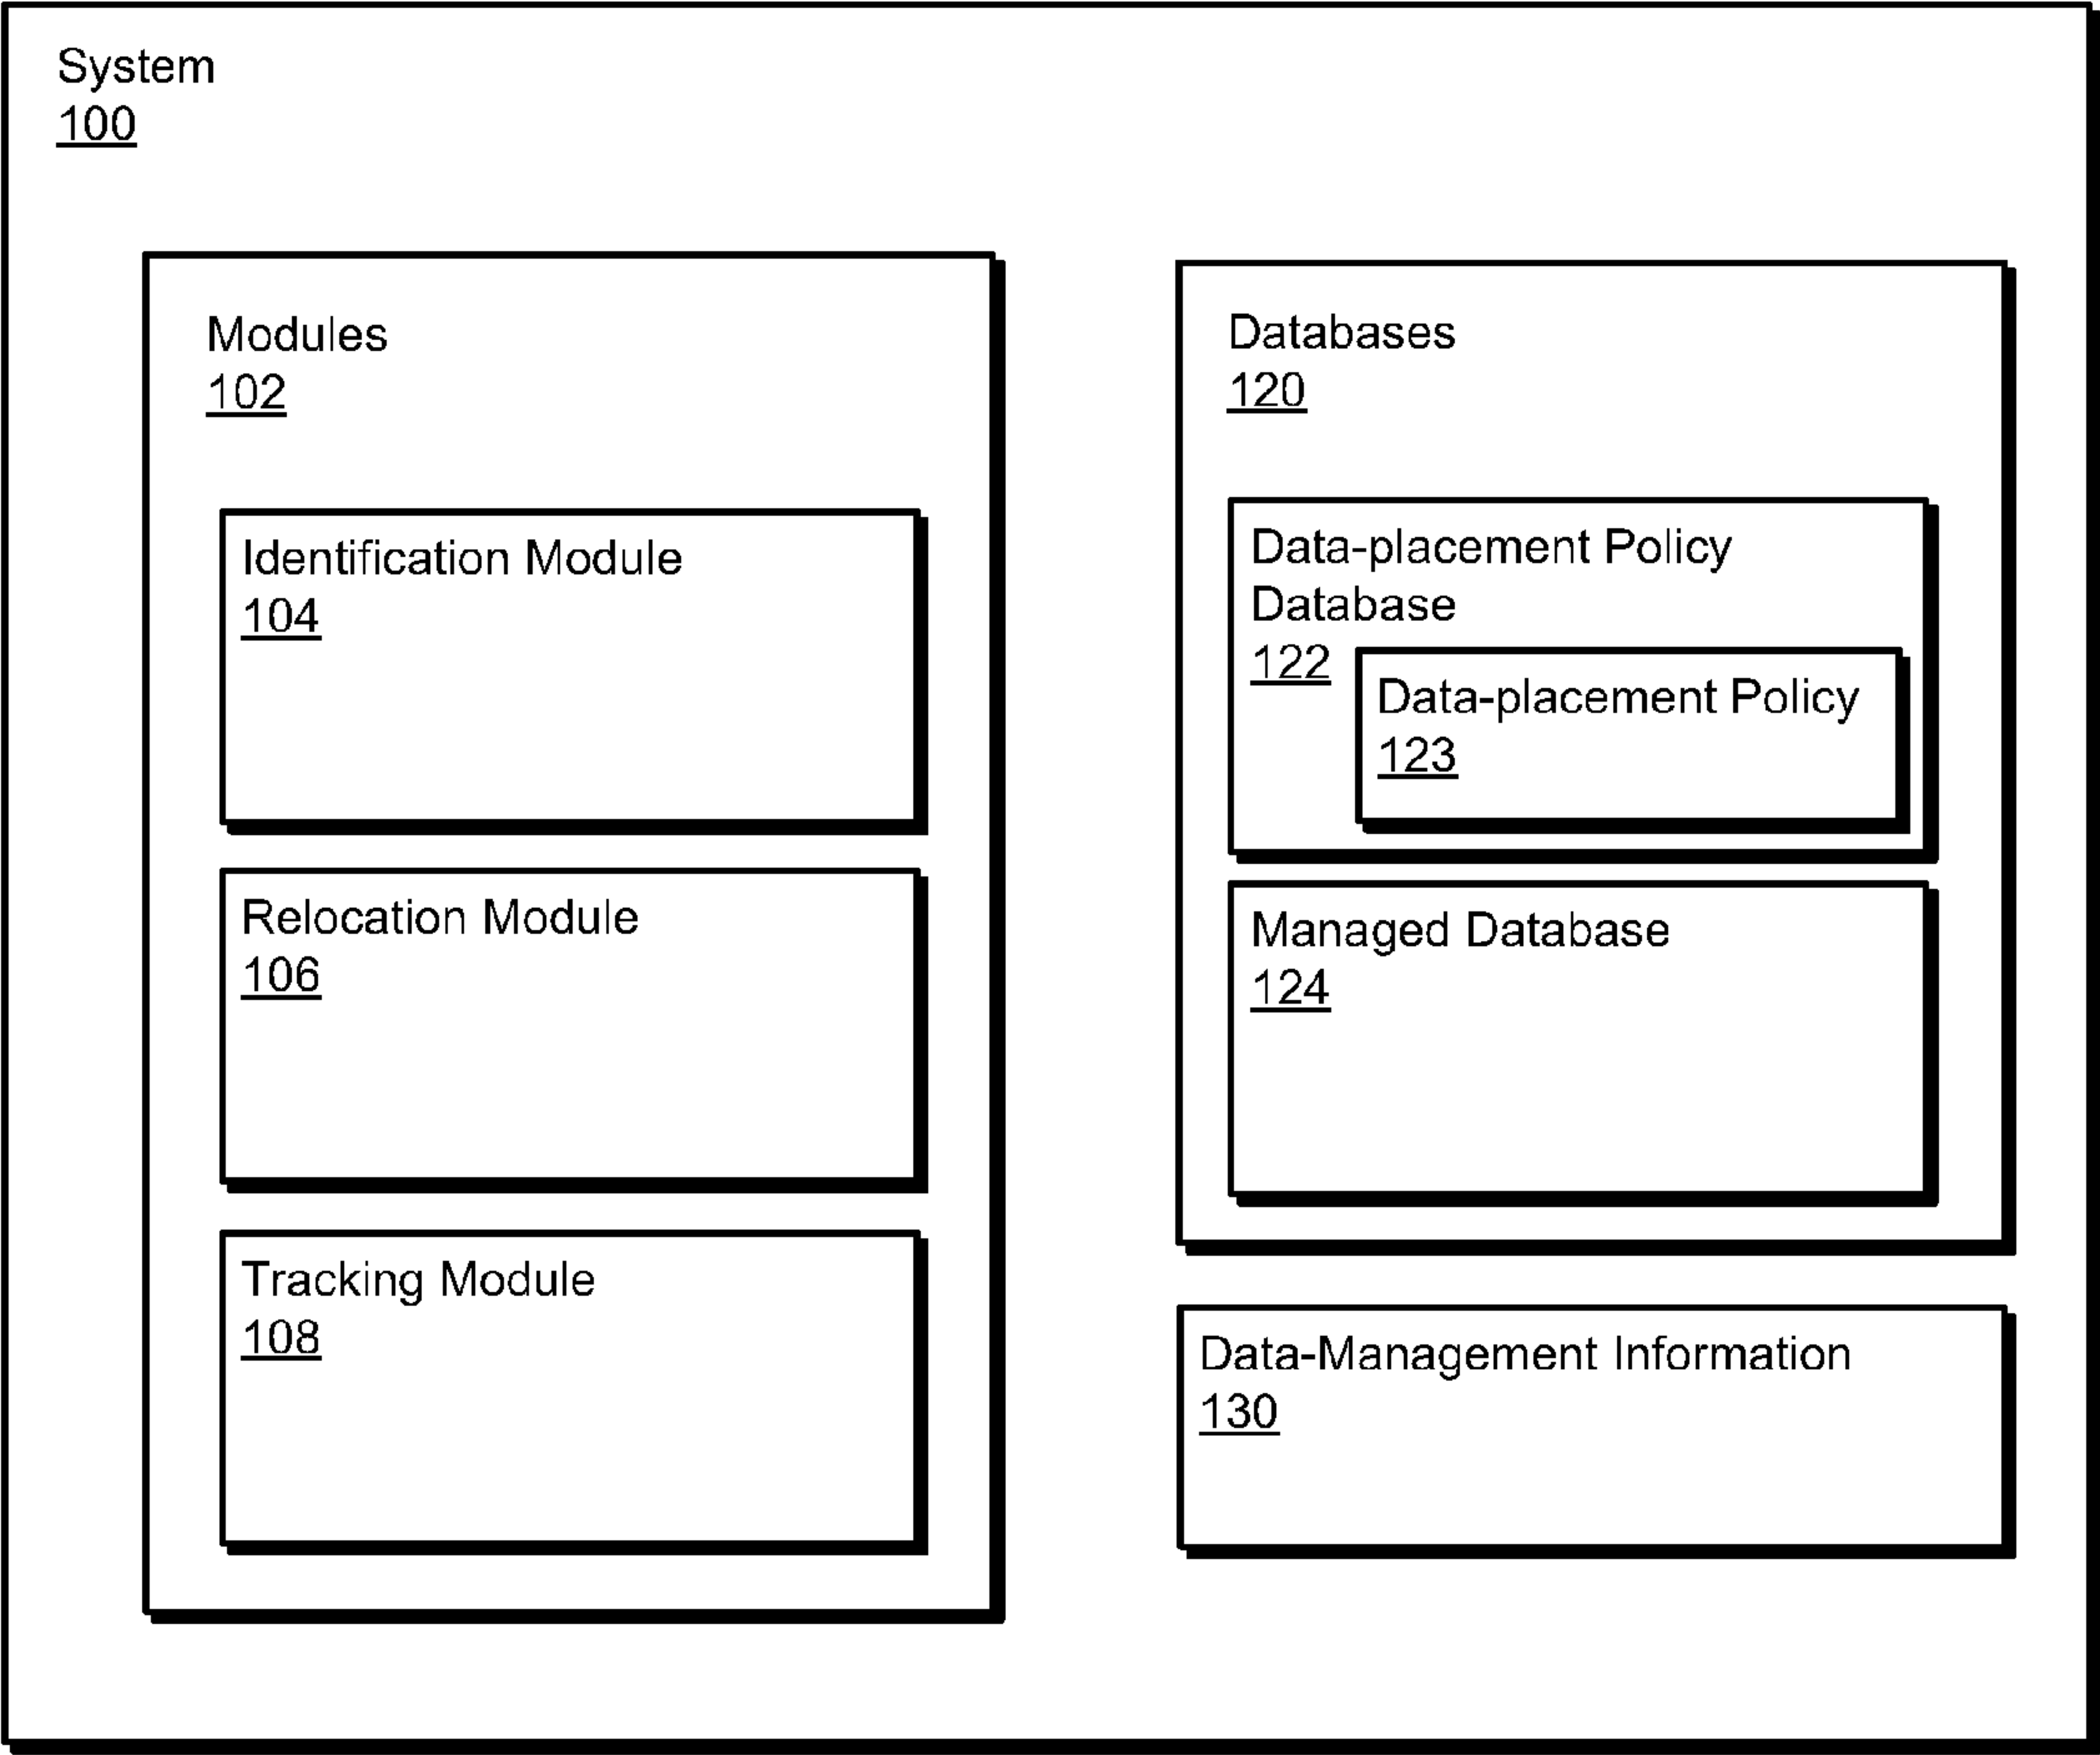 System
100
Modules
102
Identification Module
104
Relocation Module
106
Tracking Module
108
Databases
120
Data-placement Policy
Database
122
Data-placement Policy
123
Managed Database
124
Data-Management Information
130